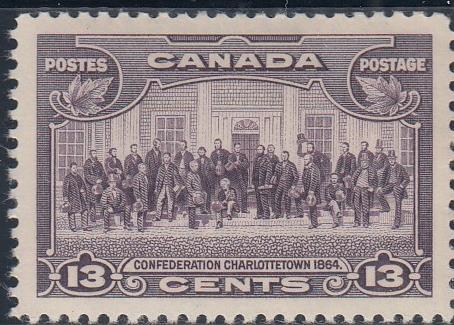 POSTES CANADA POSTAGE
CONFEDERATION CHARLOTTETOWN 1864.
13 CENTS 13